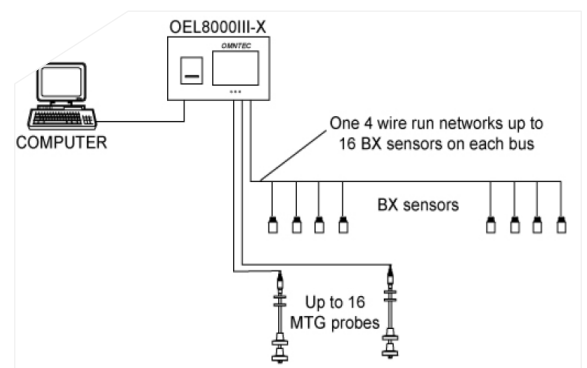 OEL8000III-X
OMNTEC
COMPUTER
One 4 wire run networks up to
16 BX sensors on each bus
BX sensors
Up to 16
MTG probes